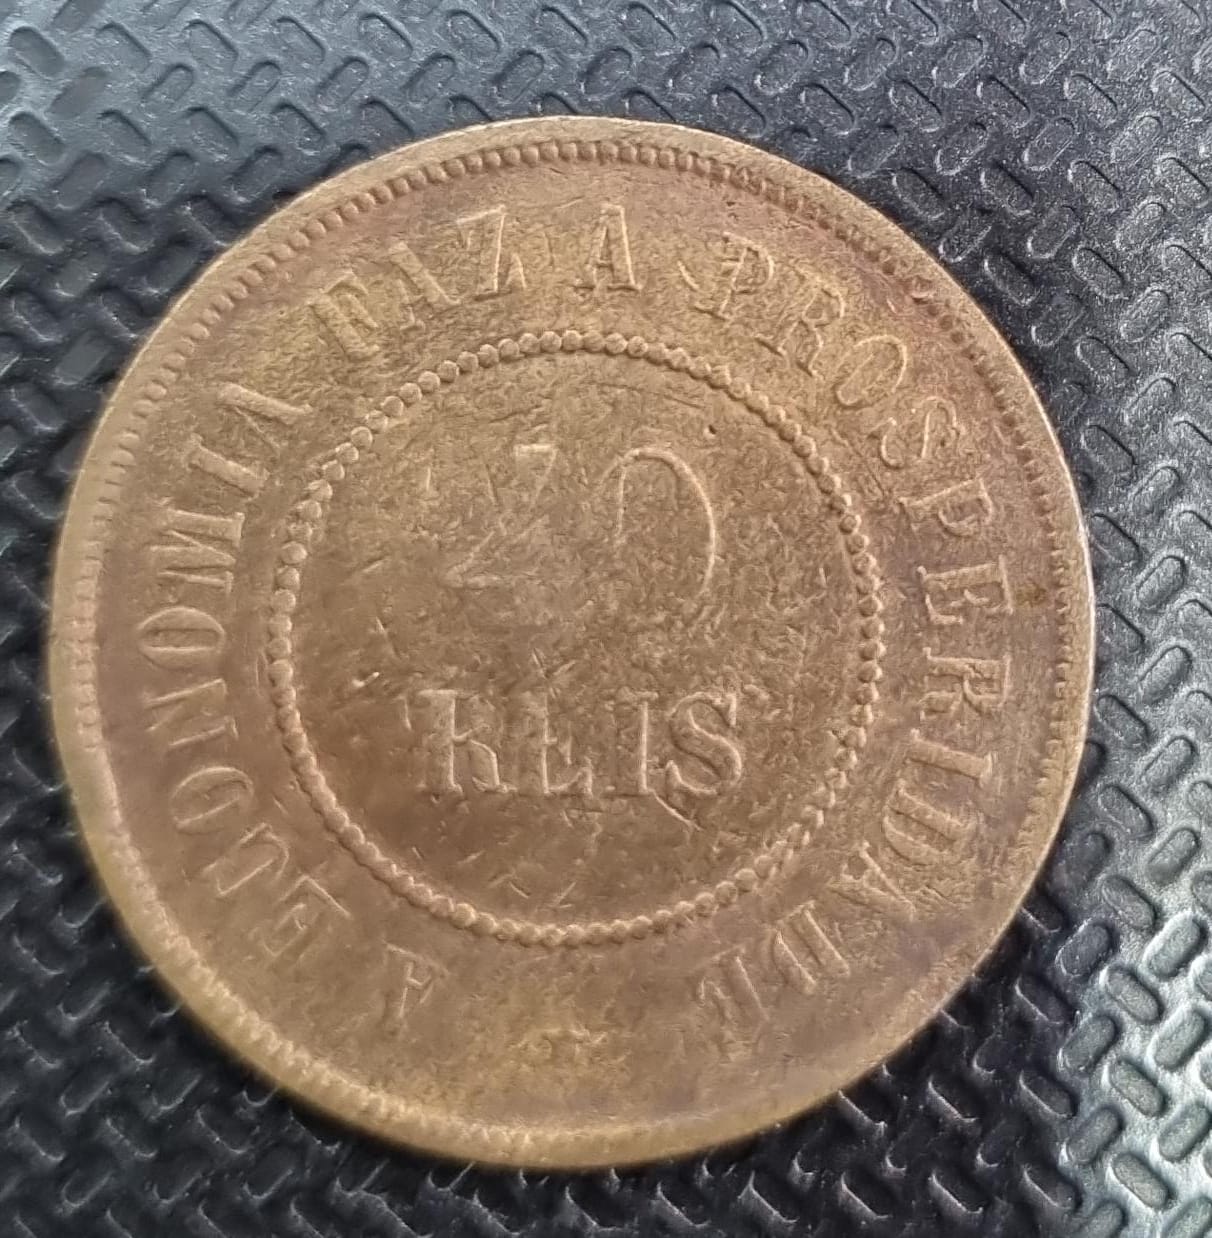 A ECONOMIA FAZ A PROSPERIDADE
40
REIS